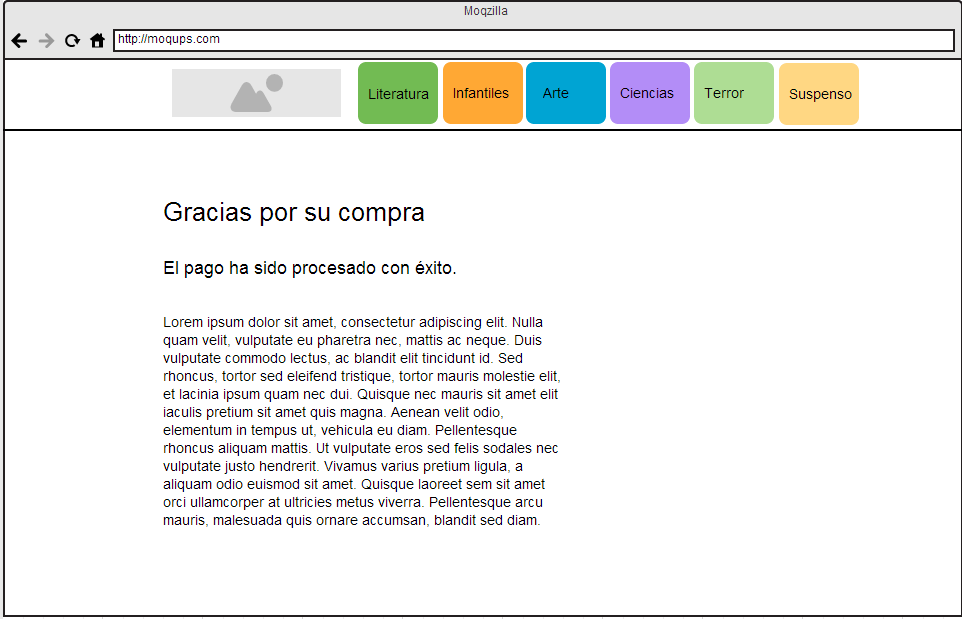 Moqzilla
http://moqups.com
Literatura Infantiles Arte Ciencias Terror Suspenso
Gracias por su compra
El pago ha sido procesado con éxito.
Lorem ipsum dolor sit amet, consectetur adipiscing elit. Nulla
quam velit, vulputate eu pharetra nec, mattis ac neque. Duis
vulputate commodo lectus, ac blandit elit tincidunt id. Sed
rhoncus, tortor sed eleifend tristique, tortor mauris molestie elit,
et lacinia ipsum quam nec dui. Quisque nec mauris sit amet elit
iaculis pretium sit amet quis magna. Aenean velit odio,
elementum in tempus ut, vehicula eu diam. Pellentesque
rhoncus aliquam mattis. Ut vulputate eros sed felis sodales nec
vulputate justo hendrerit. Vivamus varius pretium ligula, a
aliquam odio euismod sit amet. Quisque laoreet sem sit amet
orci ullamcorper at ultricies metus viverra. Pellentesque arcu
mauris, malesuada quis ornare accumsan, blandit sed diam.